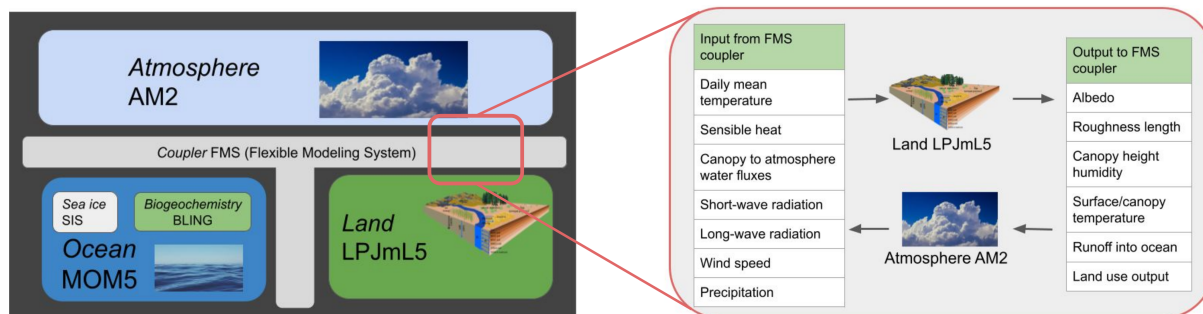 Atmosphere
AM2
Coupler FMS (Flexible Modeling System)
Sea ice
SIS
Biogeochemistry
BLING
Ocean
MOM5
Land
LPJmL5
Input from FMS
coupler
Daily mean
temperature
Sensible heat
Canopy to atmosphere
water fluxes
Short-wave radiation
Long-wave radiation
Wind speed
Precipitation
Land LPJmL5
Atmosphere AM2
Output to FMS
coupler
Albedo
Roughness length
Canopy height
humidity
Surface/canopy
temperature
Runoff into ocean
Land use output